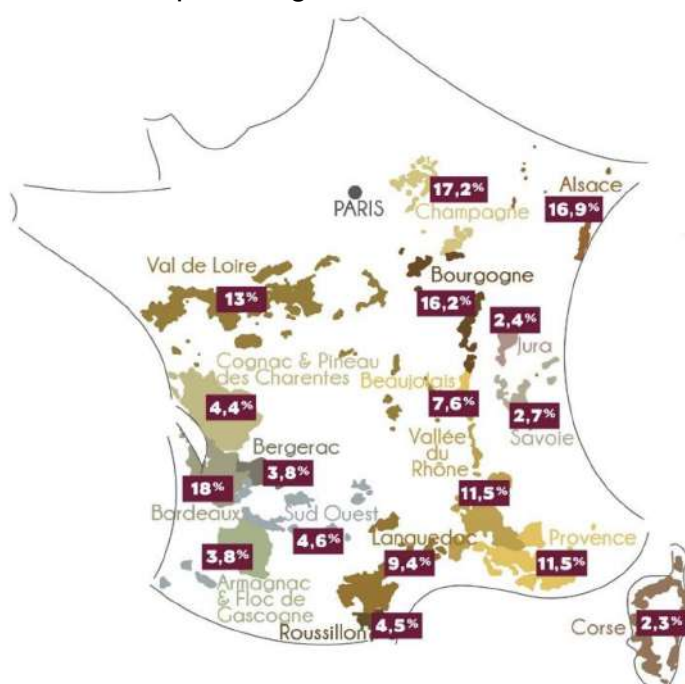 17,2%
Champagne
PARIS
Alsace
16,9%
Val de Loire
13%
Bourgogne
16,2%
2,4%
Jura
Cognac & Pineau
des Charentes
4,4%
Beaujolais
7,6%
2,7%
Savoie
Bergerac
3,8%
Vallée
du
Rhône
11,5%
18%
Bordeaux
Sud Ouest
4,6%
Languedoc
9,4%
Provence
11,5%
3,8%
Armagnac
& Floc de
Gascogne
Roussillon
4,5%
Corse
2,3%